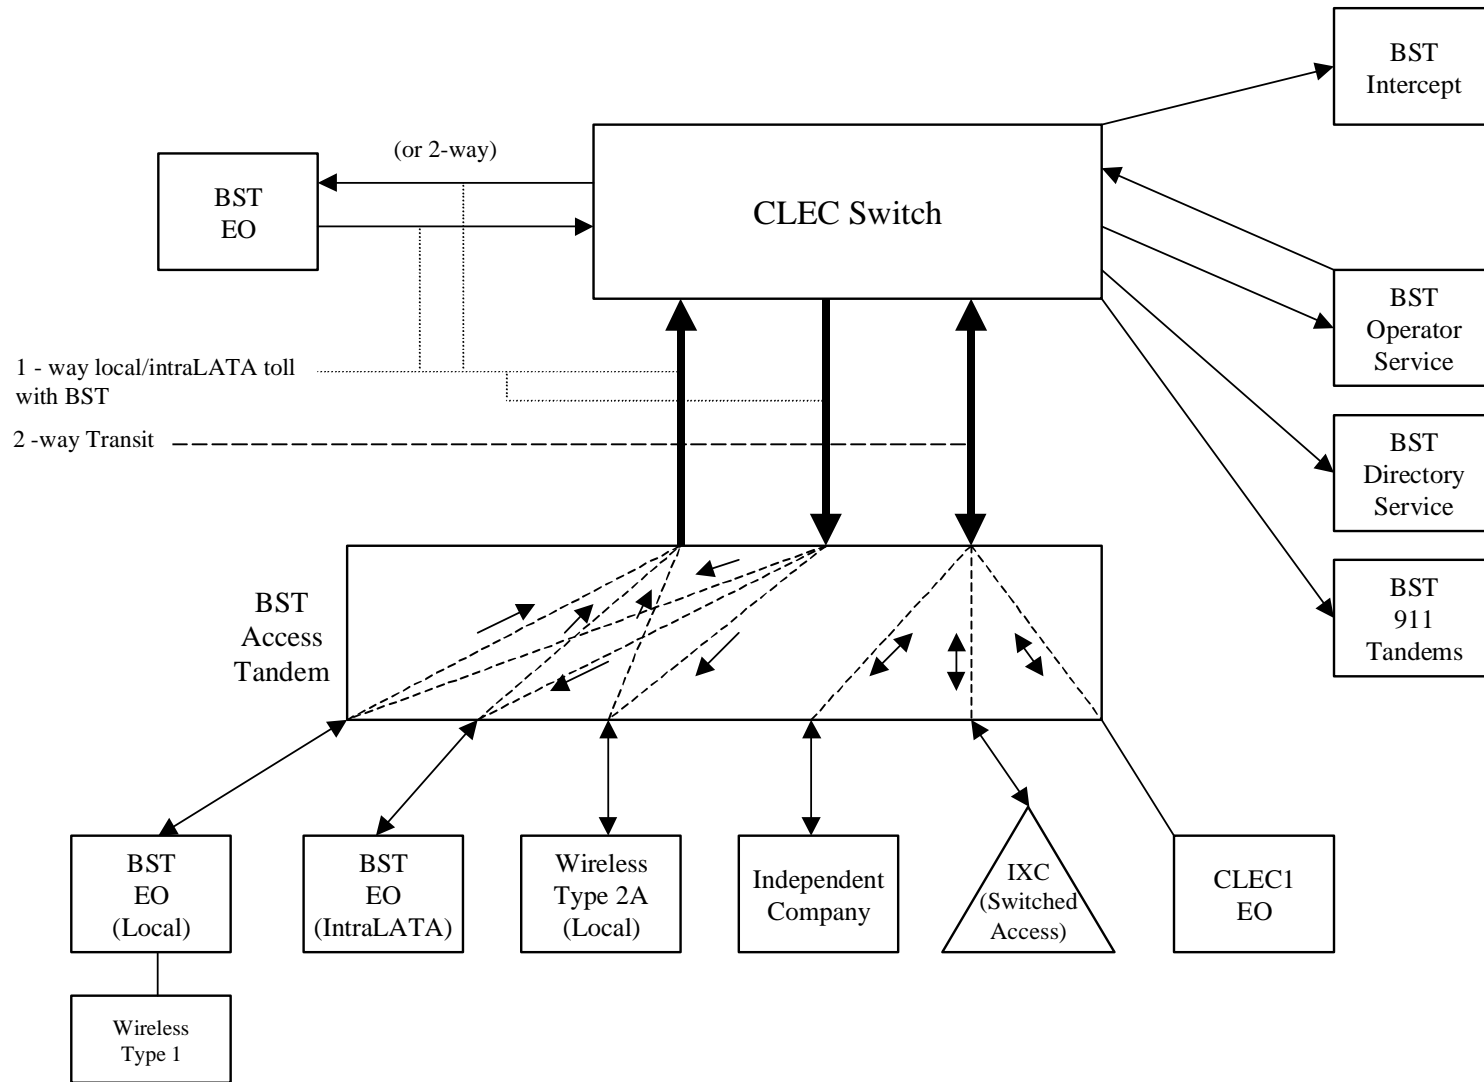 BST
Intercept
(or 2-way)
BST
EO
CLEC Switch
BST
Operator
Service
1 - way local/intraLATA toll
with BST
2 -way Transit
BST
Directory
Service
BST
911
Tandems
BST
Access
Tandem
BST
EO
(Local)
BST
EO
(IntraLATA)
Wireless
Type 2A
(Local)
Independent
Company
IXC
(Switched
Access)
CLEC1
EO
Wireless
Type 1